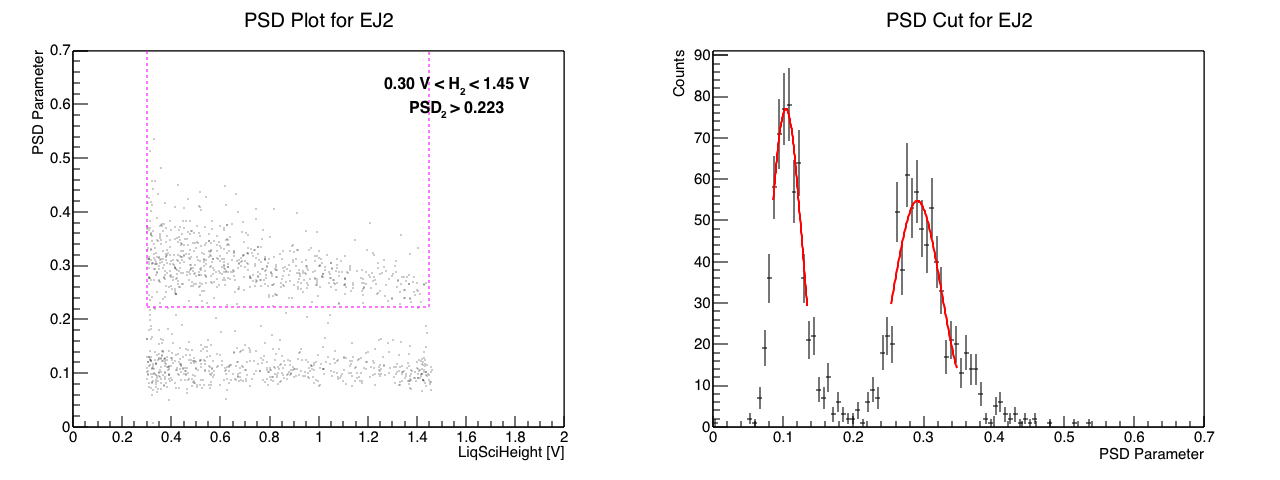 PSD Plot for EJ2
PSD Parameter
0.7
0.6
0.5
0.4
0.3
0.2
0.1
0
0.30 V < H2 < 1.45 V
PSD2 > 0.223
0 0.2 0.4 0.6 0.8 1 1.2 1.4 1.6 1.8 2
LiqSciHeight [V]
PSD Cut for EJ2
Counts
90
80
70
60
50
40
30
20
10
0
0 0.1 0.2 0.3 0.4 0.5 0.6 0.7
PSD Parameter